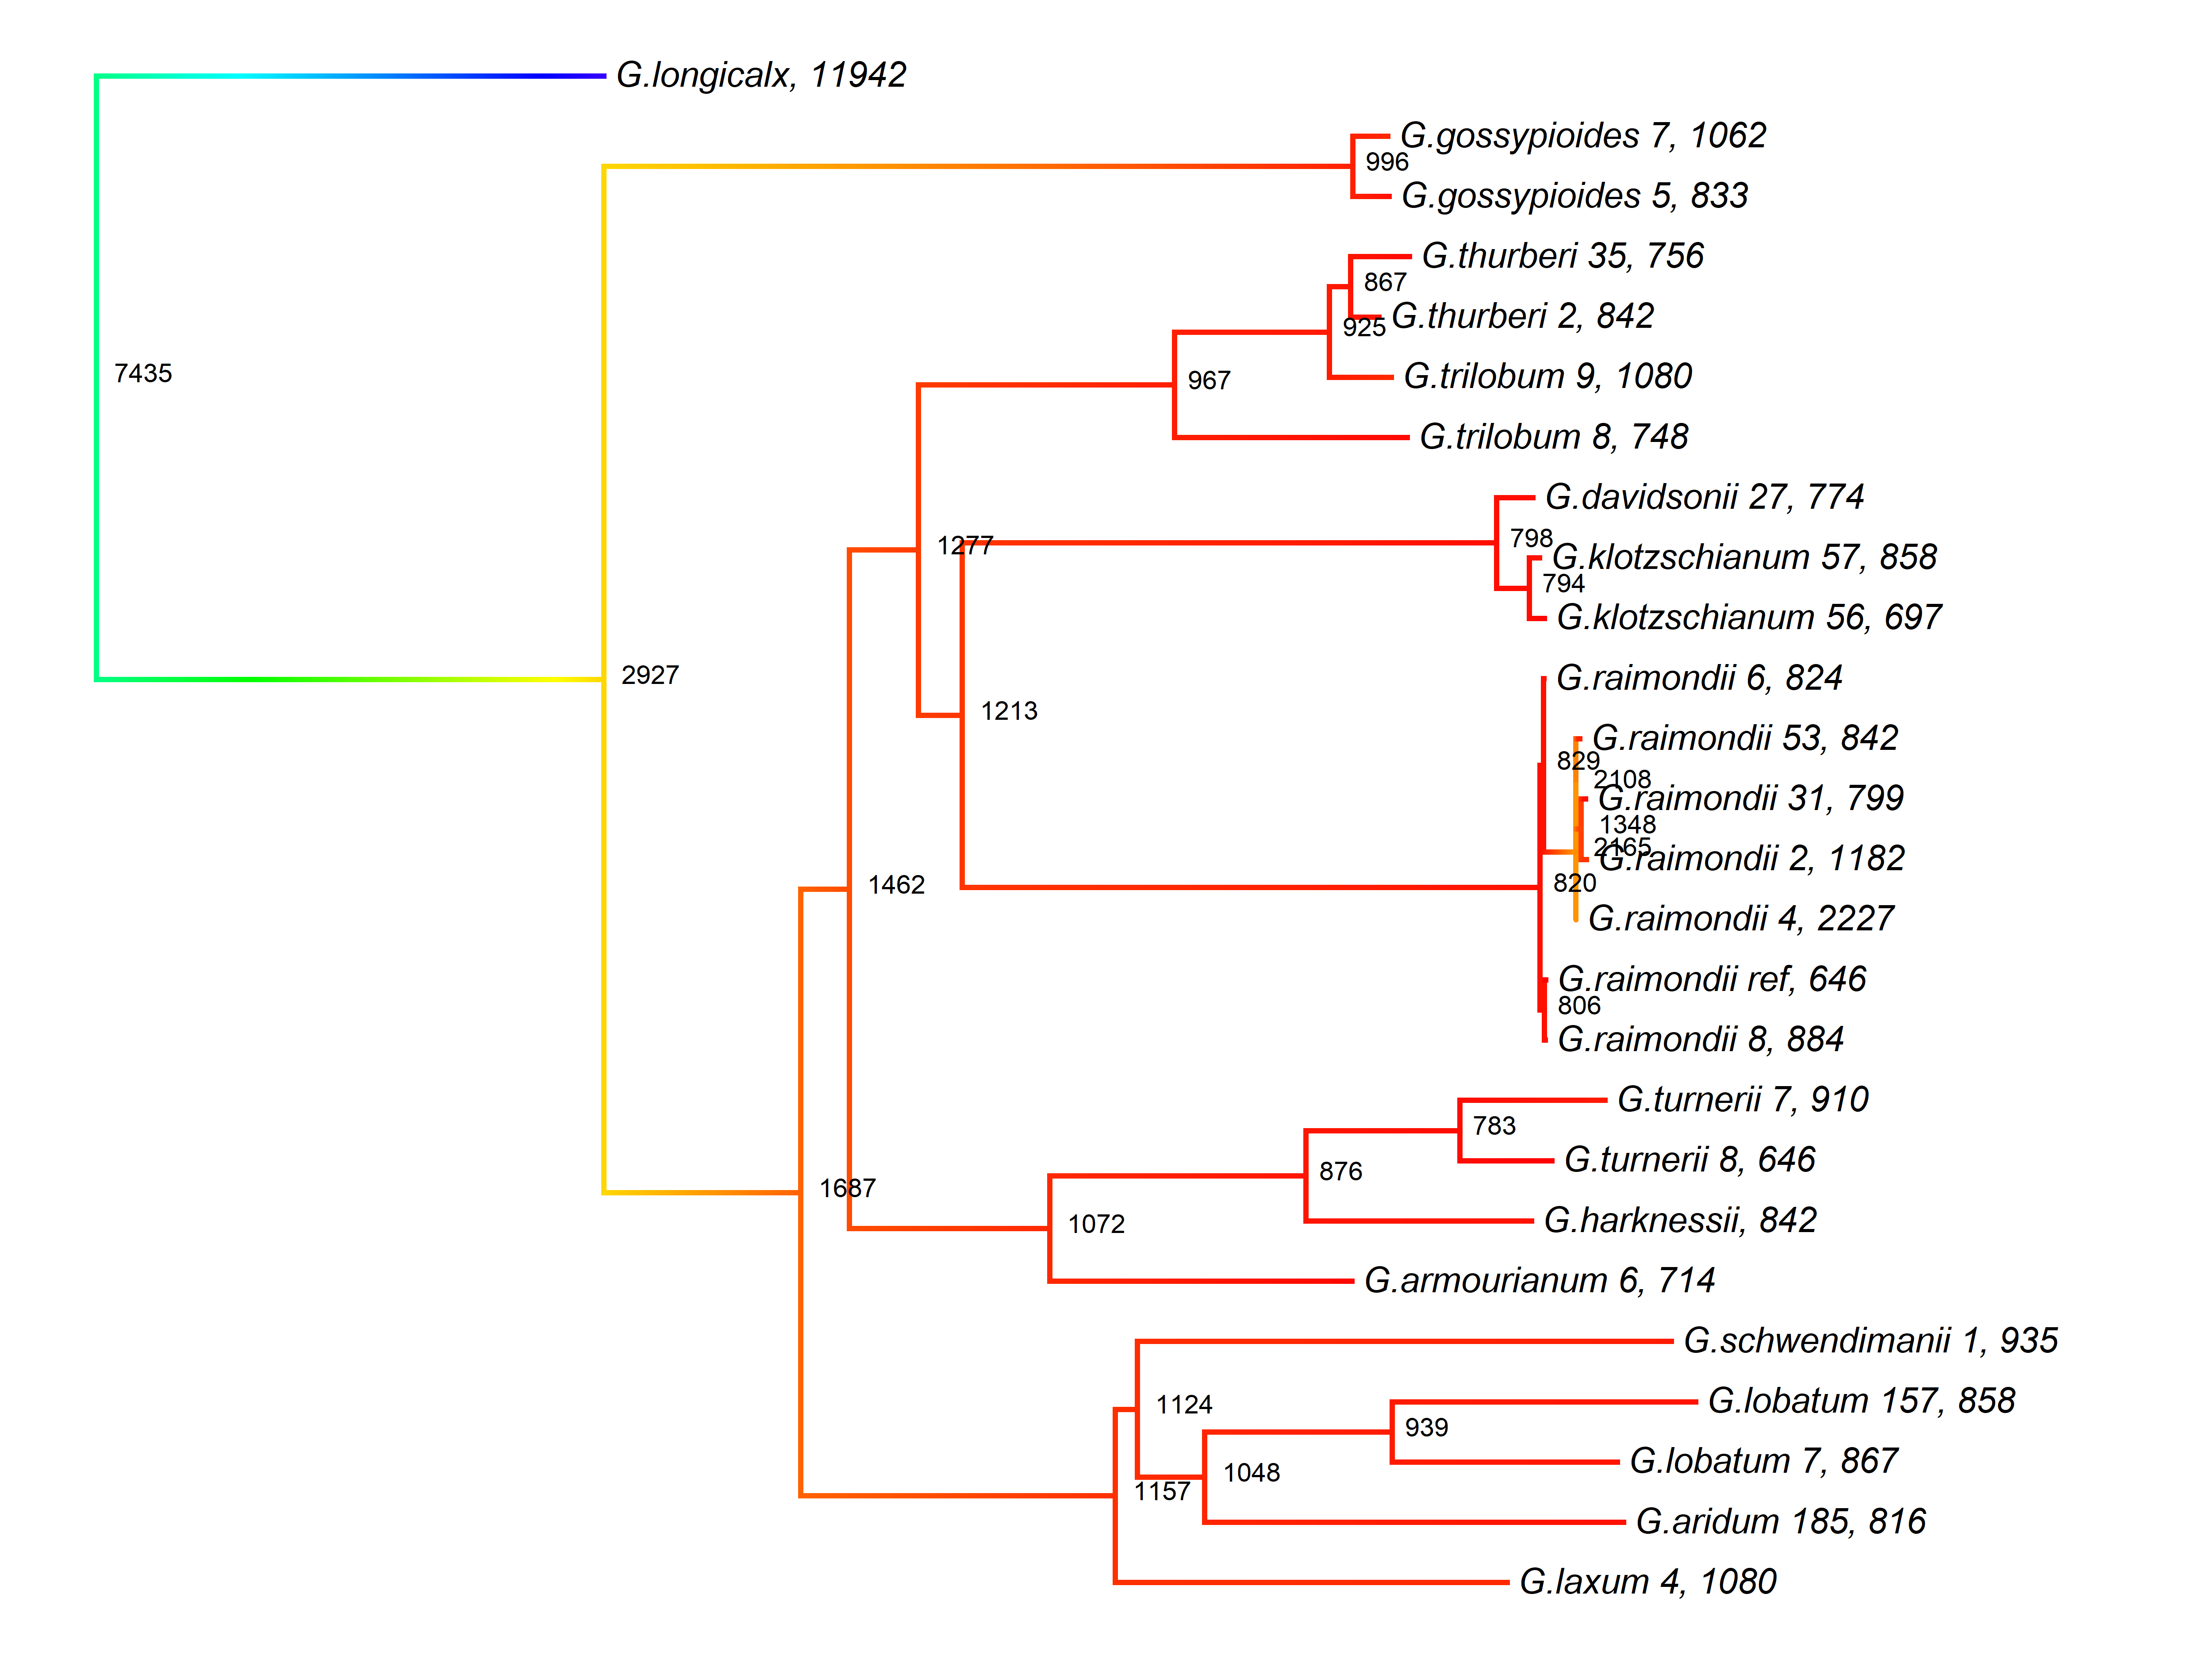 G.longicalx, 11942
G.gossypioides 7, 1062
996
G.gossypioides 5, 833
G.thurberi 35, 756
867
G.thurberi 2, 842
925
7435
G.trilobum 9, 1080
967
G.trilobum 8, 748
G.davidsonii 27, 774
798
1277
G.klotzschianum 57, 858
794
G.klotzschianum 56, 697
2927
G.raimondii 6, 824
1213
G.raimondii 53, 842
829
2108
G.raimondii 31, 799
1348
2165
G.raimondii 2, 1182
1462
820
G.raimondii 4, 2227
G.raimondii ref, 646
806
G.raimondii 8, 884
G.turnerii 7, 910
783
G.turnerii 8, 646
876
1687
G.harknessii, 842
1072
G.armourianum 6, 714
G.schwendimanii 1, 935
1124
G.lobatum 157, 858
939
G.lobatum 7, 867
1048
1157
G.aridum 185, 816
G.laxum 4, 1080